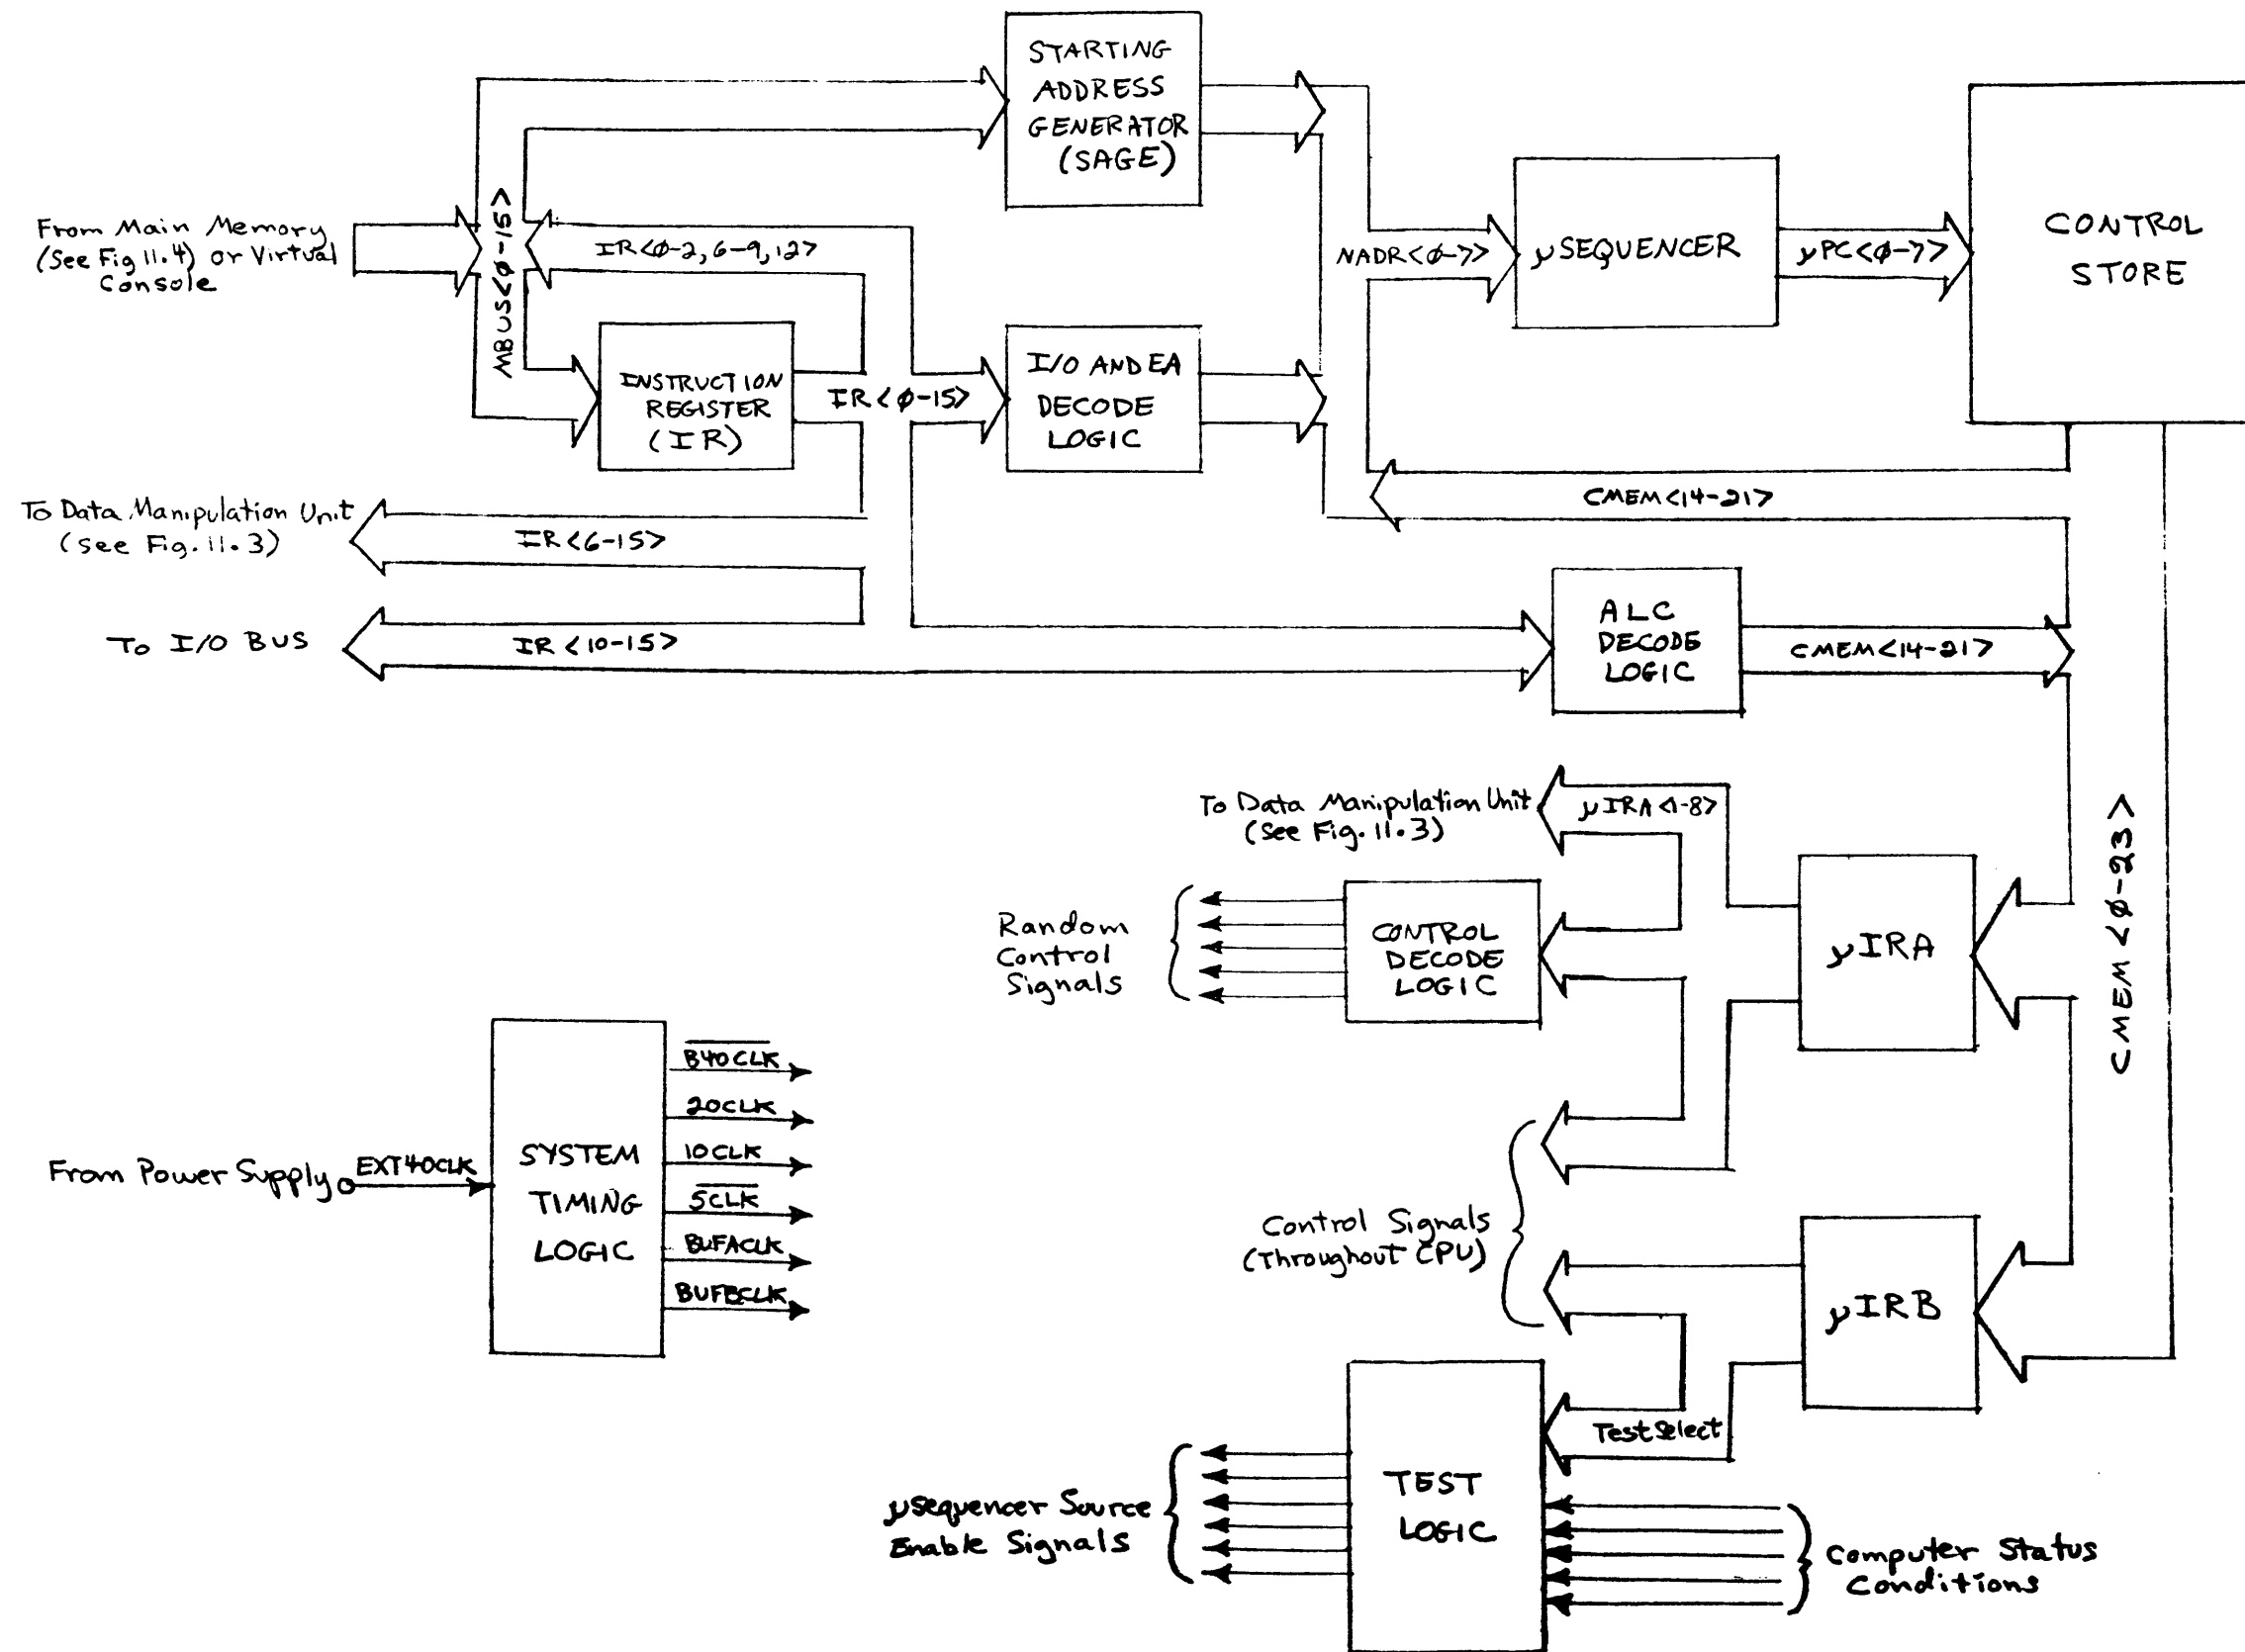 STARTING
ADDRESS
GENERATOR
(SAGE)
From Main Memory
(See Fig 11.4) or Virtual
Console
MBUS<Ø-15>
IR<Ø-2, 6-9, 12>
NADR<Ø-7>
μSEQUENCER
μPC<Ø-7>
CONTROL
STORE
INSTRUCTION
REGISTER
(IR)
IR<Ø-15>
I/O AND EA
DECODE
LOGIC
CMEM<14-21>
To Data Manipulation Unit
(See Fig. 11.3)
IR<6-15>
To I/O BUS
IR<10-15>
ALC
DECODE
LOGIC
CMEM<14-21>
To Data Manipulation Unit
(See Fig. 11.3)
μIRA<1-8>
CMEM<Ø-23>
Random
Control
Signals
CONTROL
DECODE
LOGIC
μIRA
From Power Supply
EXT40CLK
SYSTEM
TIMING
LOGIC
B40CLK
20CLK
10CLK
5CLK
BUFACLK
BUFBCLK
Control Signals
(Throughout CPU)
μIRB
Test Select
μSequencer Source
Enable Signals
TEST
LOGIC
Computer Status
Conditions